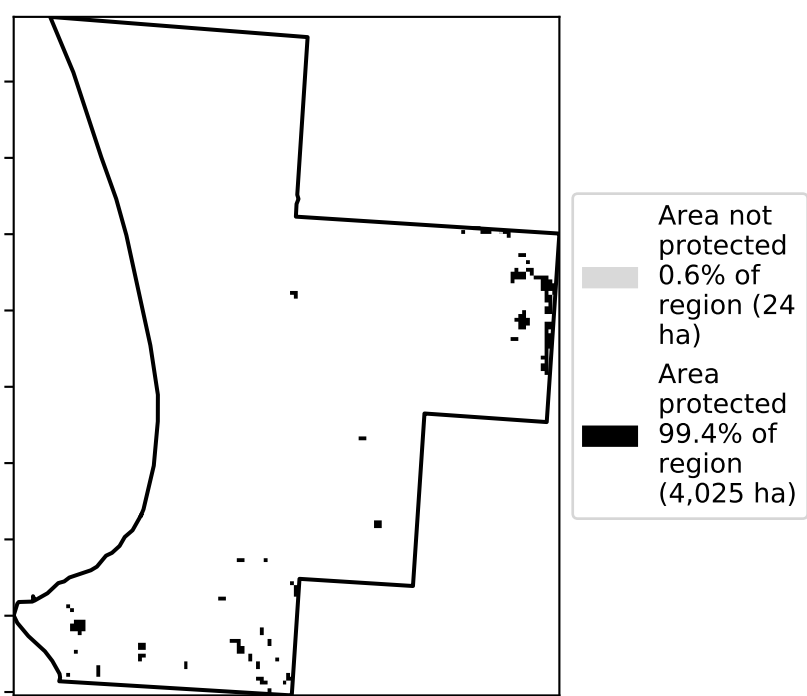 Area not
protected
0.6% of
region (24
ha)
Area
protected
99.4% of
region
(4,025 ha)